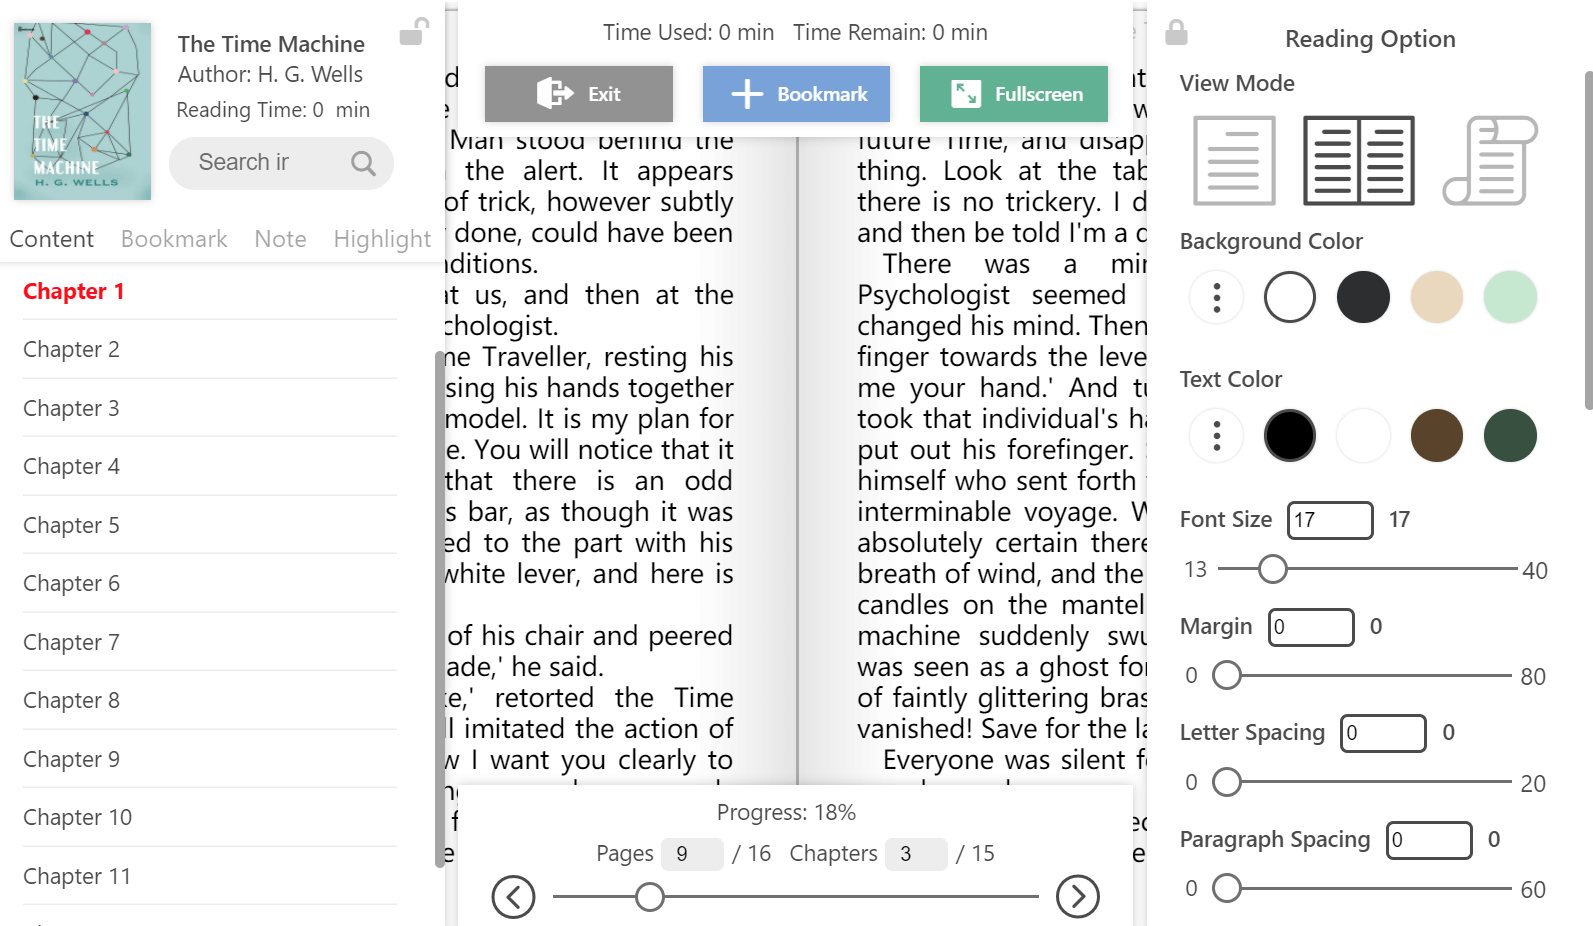 THE
TIME
MACHINE
H. G. WELLS
The Time Machine
Author: H. G. Wells
Reading Time: 0 min
Search ir
Content Bookmark Note Highlight
Chapter 1
Chapter 2
Chapter 3
Chapter 4
Chapter 5
Chapter 6
Chapter 7
Chapter 8
Chapter 9
Chapter 10
Chapter 11
Time Used: 0 min Time Remain: 0 min
Exit Bookmark Fullscreen
Man stood behind the
the alert. It appears
of trick, however subtly
done, could have been
nditions.
at us, and then at the
chologist.
me Traveller, resting his
sing his hands together
model. It is my plan for
e. You will notice that it
that there is an odd
s bar, as though it was
ed to the part with his
white lever, and here is
of his chair and peered
ade,' he said.
ke,' retorted the Time
ll imitated the action of
w I want you clearly to
future Time, and disap
thing. Look at the tab
there is no trickery. I d
and then be told I'm a
There was a min
Psychologist seemed
changed his mind. Then
finger towards the leve
me your hand.' And tu
took that individual's ha
put out his forefinger.
himself who sent forth
interminable voyage. W
absolutely certain there
breath of wind, and the
candles on the mantel
machine suddenly swu
was seen as a ghost for
of faintly glittering bras
vanished! Save for the la
Everyone was silent f
Progress: 18%
Pages 9 / 16 Chapters 3 / 15
Reading Option
View Mode
Background Color
Text Color
Font Size 17 17
13 40
Margin 0 0
0 80
Letter Spacing 0 0
0 20
Paragraph Spacing 0 0
0 60